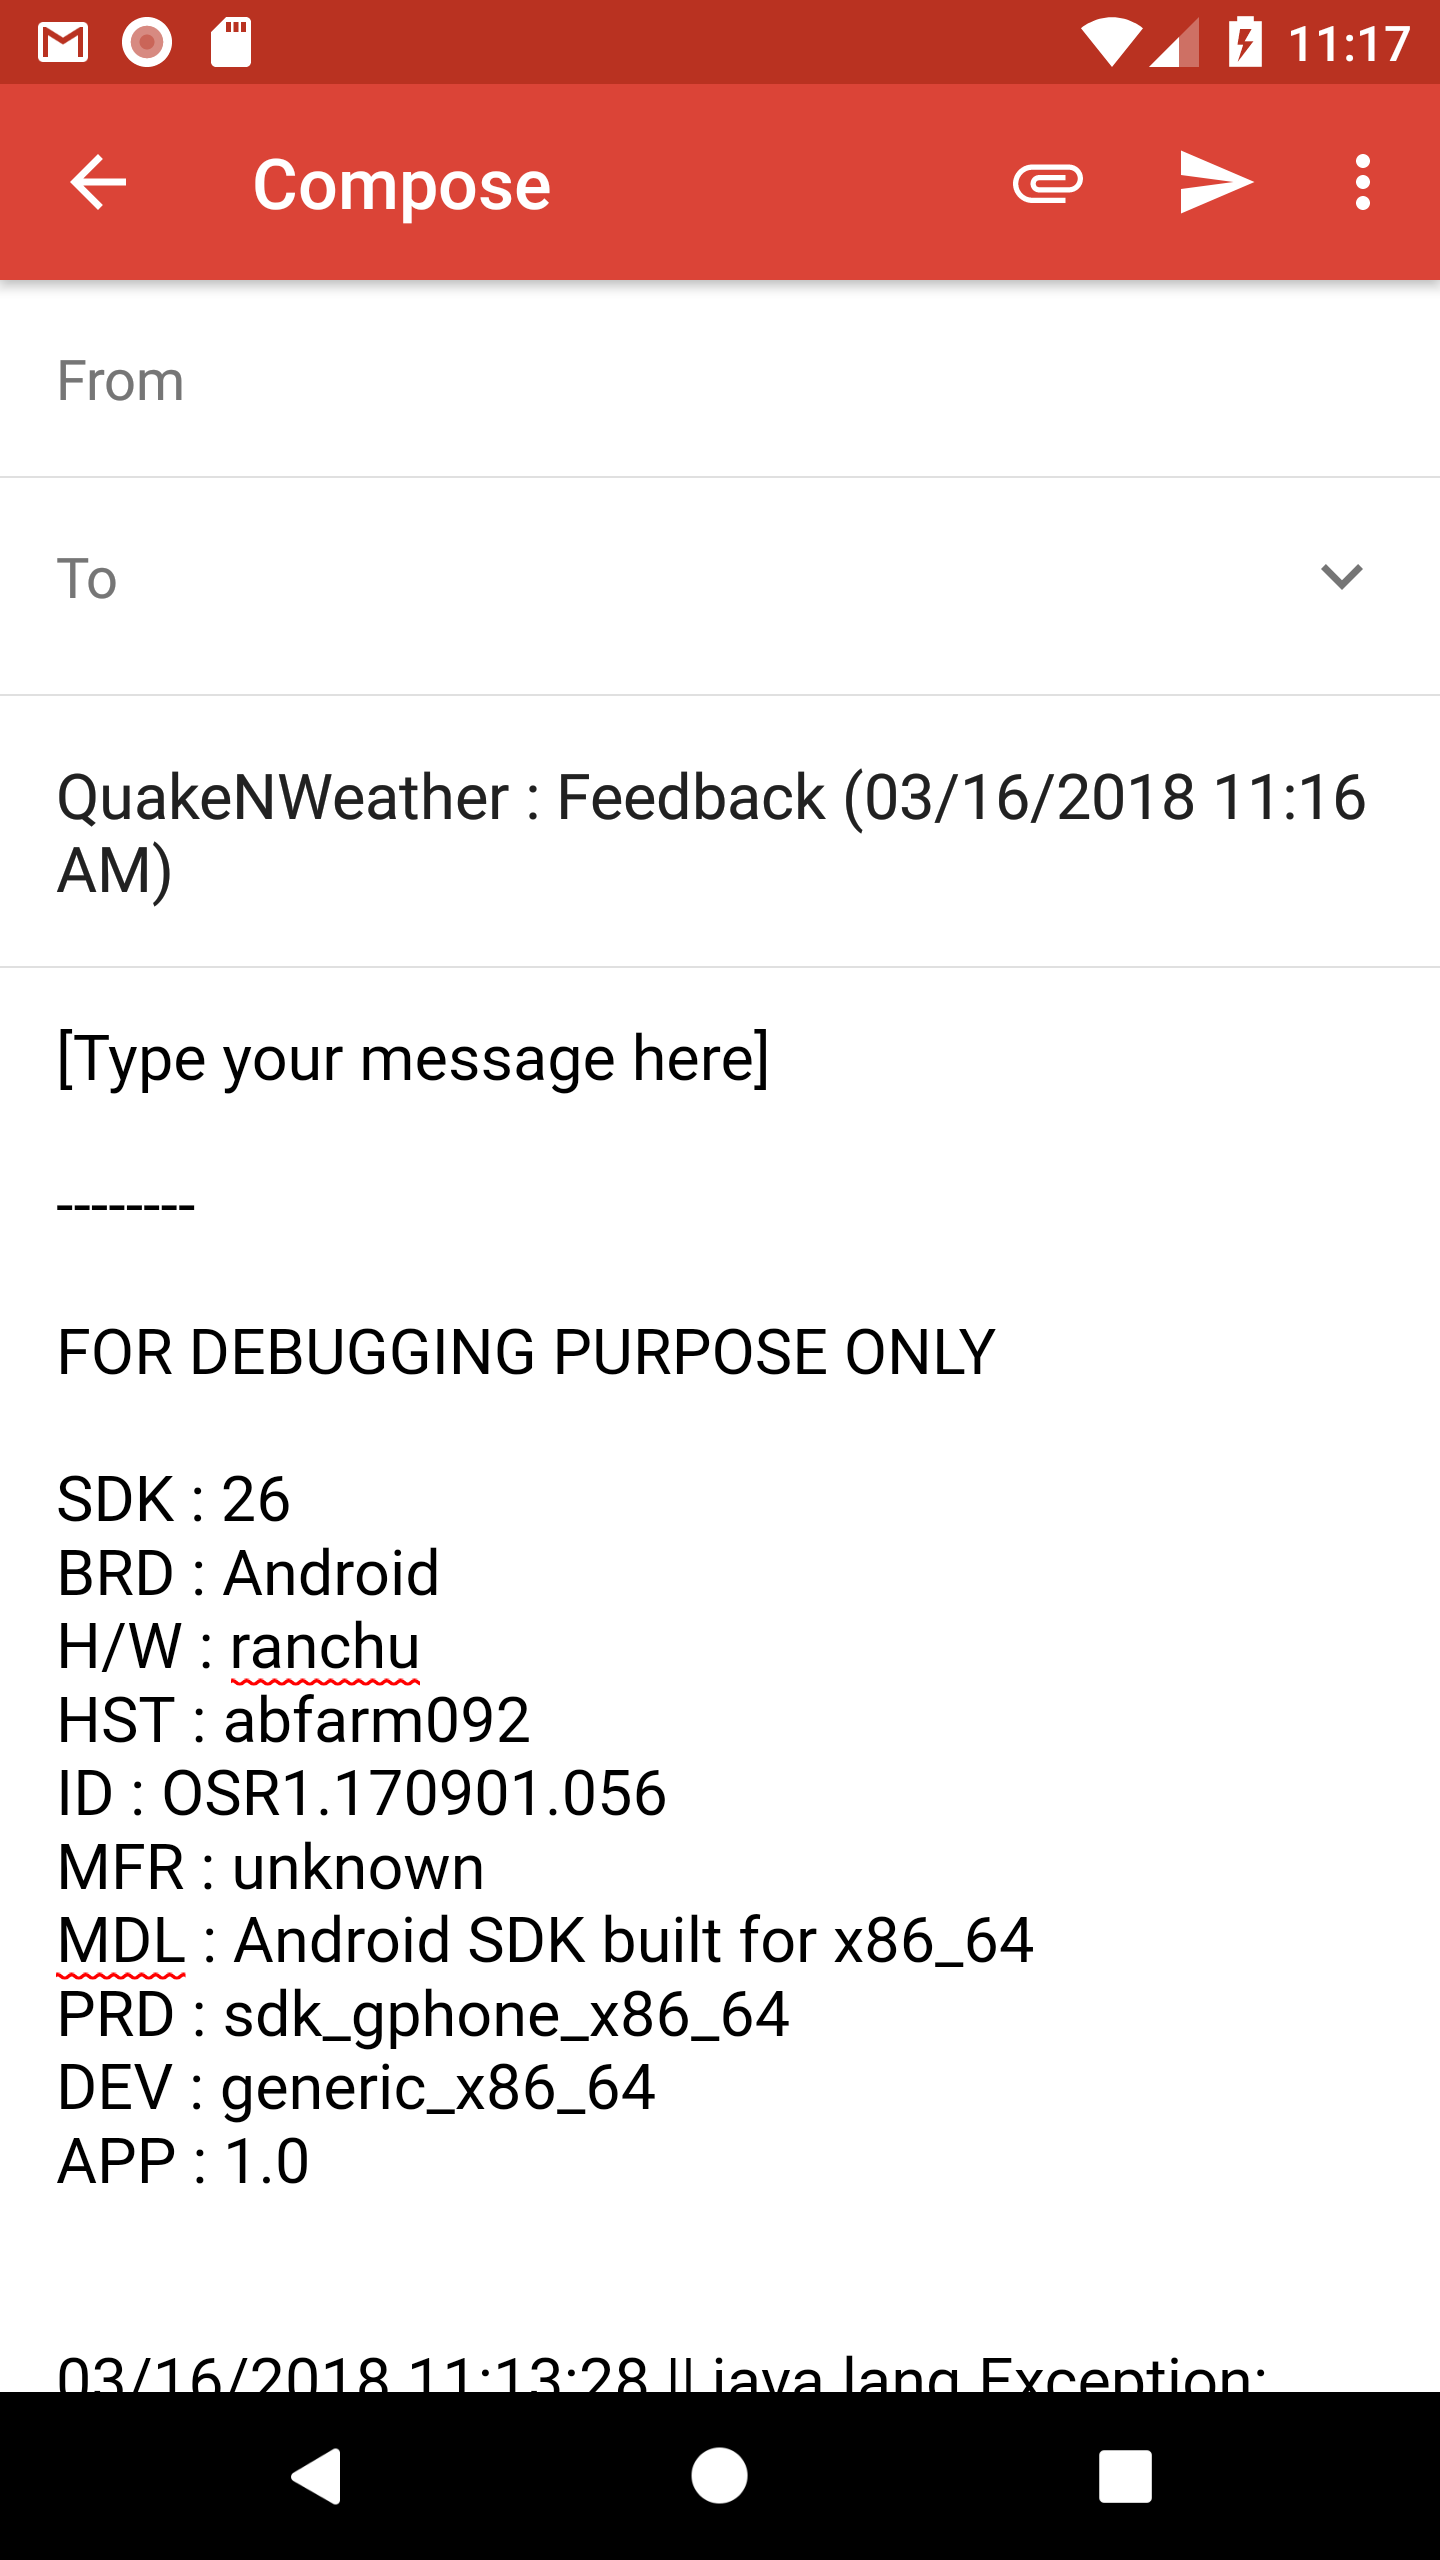 11:17
Compose
From
To
QuakeNWeather : Feedback (03/16/2018 11:16
AM)
[Type your message here]
--------
FOR DEBUGGING PURPOSE ONLY
SDK : 26
BRD : Android
H/W : ranchu
HST : abfarm092
ID : OSR1.170901.056
MFR : unknown
MDL : Android SDK built for x86_64
PRD : sdk_gphone_x86_64
DEV : generic_x86_64
APP : 1.0
03/16/2018 11:13:28 || java.lang.Exception: